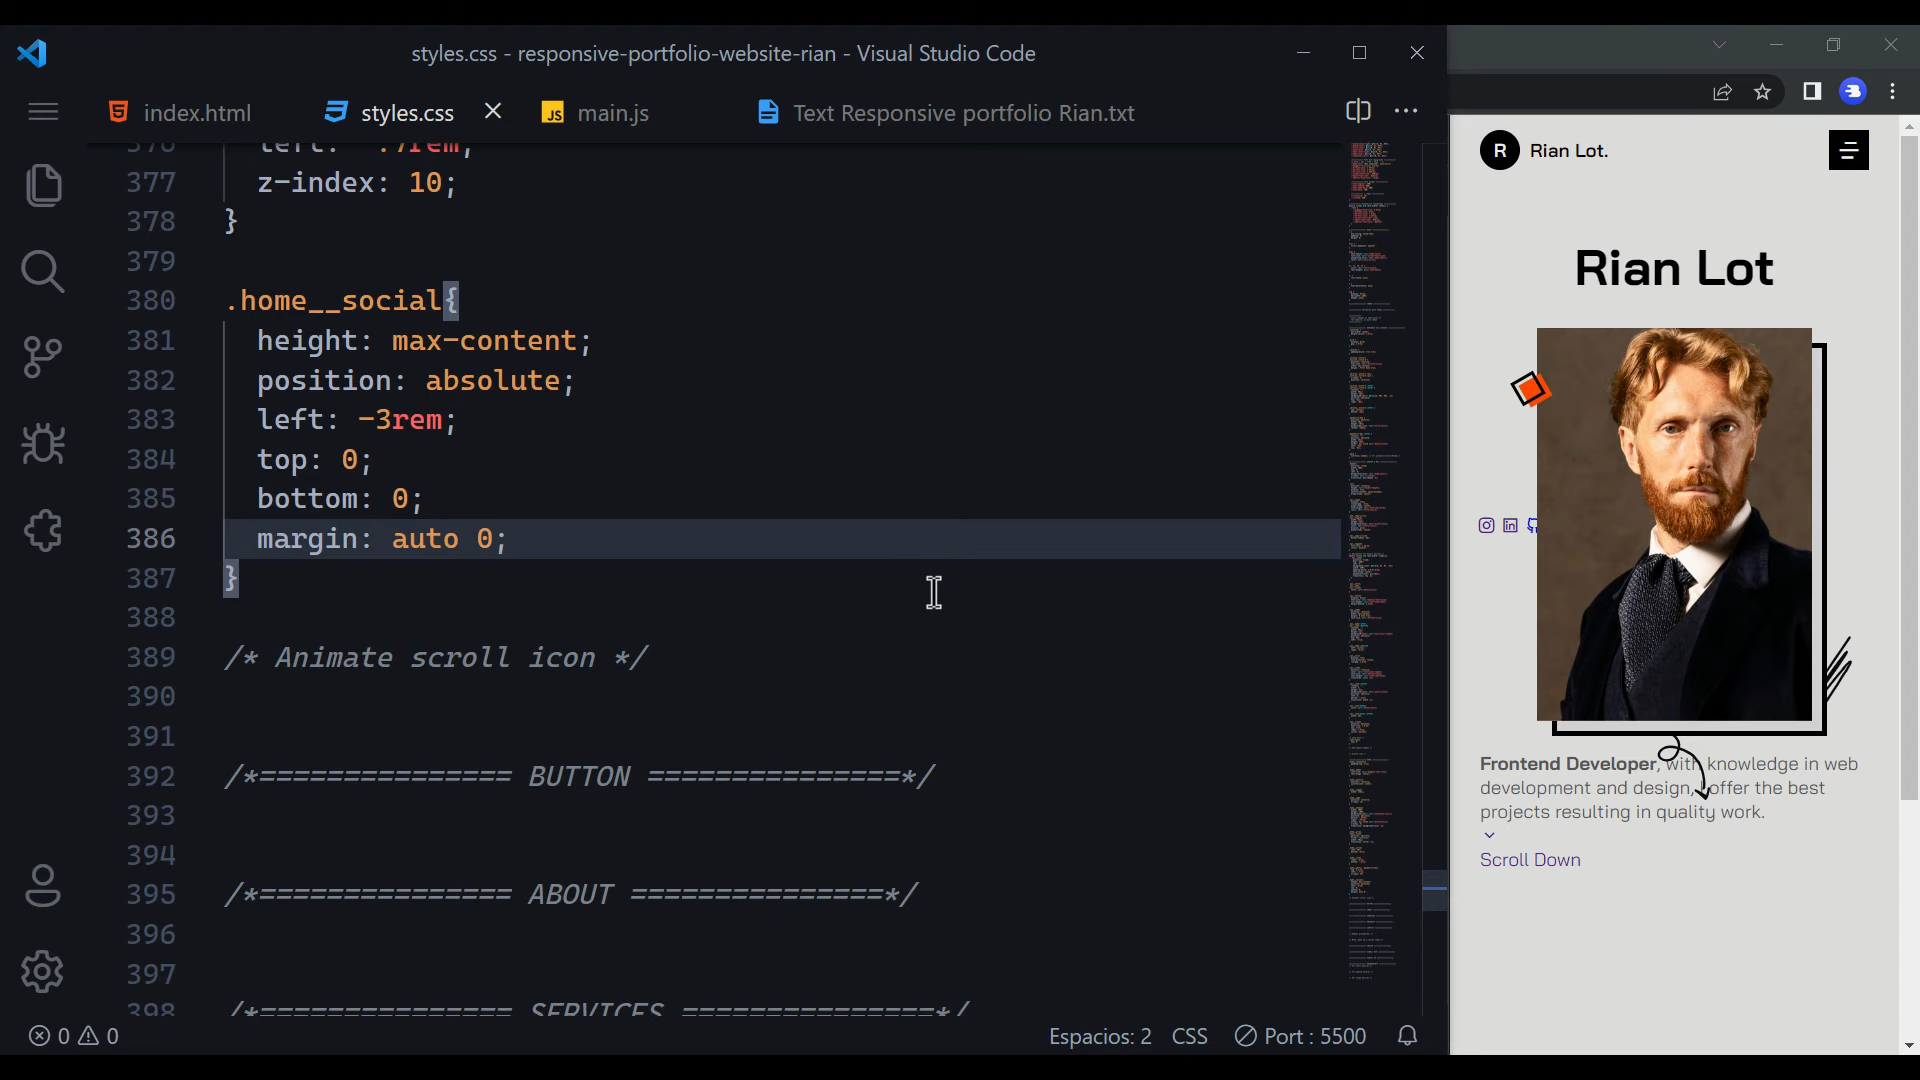 styles.css - responsive-portfolio-website-rian - Visual Studio Code
index.html
styles.css
JS main.js
Text Responsive portfolio Rian.txt
377 z-index: 10;
378 }
379
380 .home__social{
381 height: max-content;
382 position: absolute;
383 left: -3rem;
384 top: 0;
385 bottom: 0;
386 margin: auto 0;
387 }
388
389 /* Animate scroll icon */
390
391
392 /*=============== BUTTON ===============*/
393
394
395 /*=============== ABOUT ===============*/
396
397
398 /*=============== SERVICES ===============*/
0 0
Espacios: 2 CSS Port : 5500
R Rian Lot.
Rian Lot
Frontend Developer, with knowledge in web
development and design, I offer the best
projects resulting in quality work.
Scroll Down